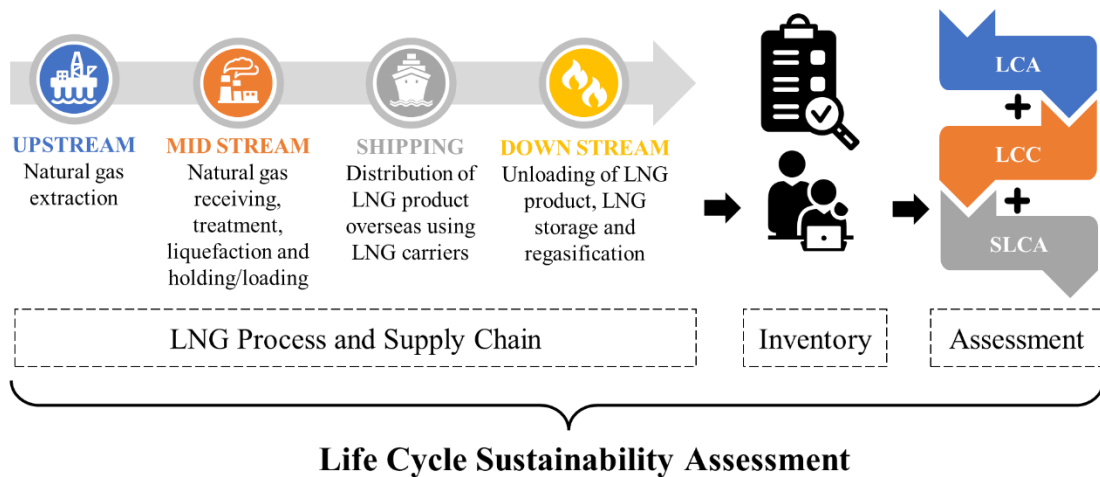 UPSTREAM
Natural gas
extraction
MID STREAM
Natural gas
receiving,
treatment,
liquefaction and
holding/loading
SHIPPING
Distribution of
LNG product
overseas using
LNG carriers
DOWN STREAM
Unloading of LNG
product, LNG
storage and
regasification
LCA
+
LCC
+
SLCA
LNG Process and Supply Chain
Inventory
Assessment
Life Cycle Sustainability Assessment